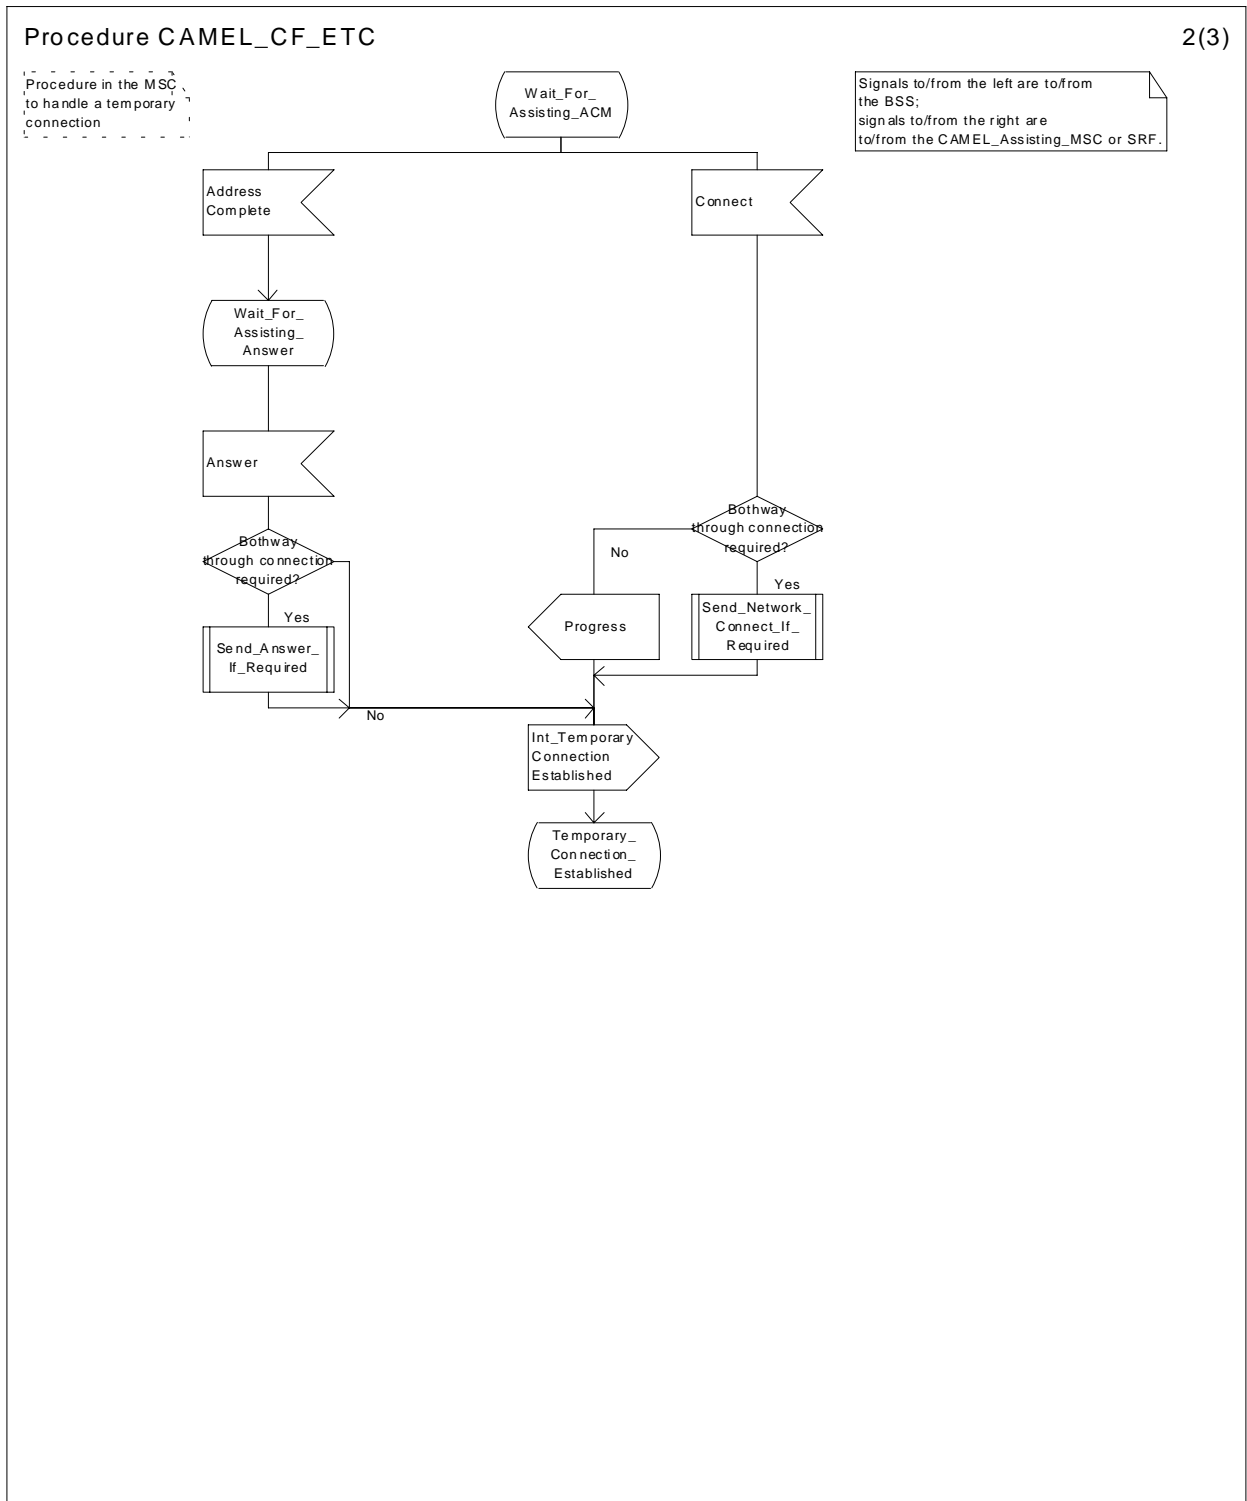 Procedure CAMEL_CF_ETC
2(3)
Procedure in the MSC
to handle a temporary
connection
Wait_For_
Assisting_ACM
Signals to/from the left are to/from
the BSS;
signals to/from the right are
to/from the CAMEL_Assisting_MSC or SRF.
Address
Complete
Connect
Wait_For_
Assisting_
Answer
Answer
Bothway
through connection
required?
No
Yes
Bothway
through connection
required?
Yes
Progress
Send_Network_
Connect_If_
Required
Send_Answer_
If_Required
No
Int_Temporary
Connection
Established
Temporary_
Connection_
Established